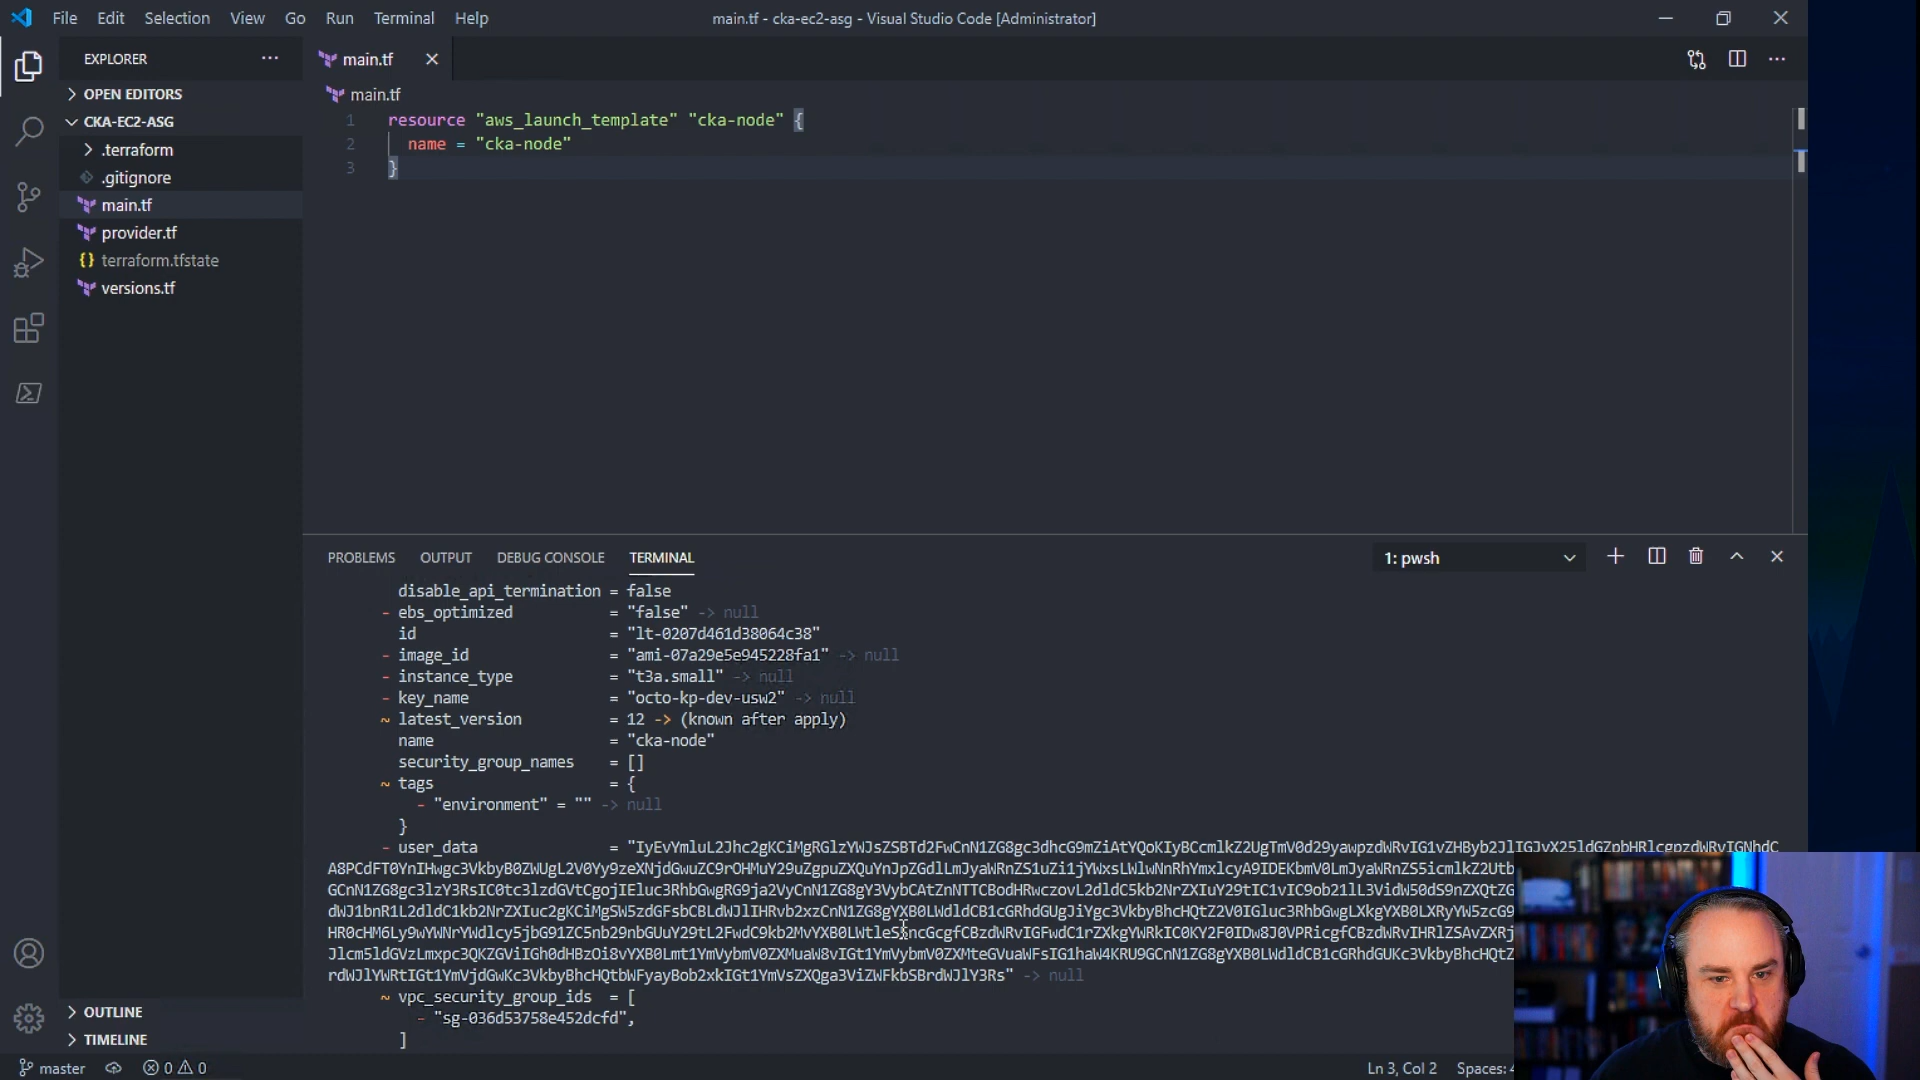 File Edit Selection View Go Run Terminal Help main.tf - cka-ec2-asg - Visual Studio Code [Administrator]
EXPLORER
main.tf
OPEN EDITORS
CKA-EC2-ASG
.terraform
.gitignore
main.tf
provider.tf
terraform.tfstate
versions.tf
OUTLINE
TIMELINE
main.tf
1 resource "aws_launch_template" "cka-node" {
2 name = "cka-node"
3 }
PROBLEMS OUTPUT DEBUG CONSOLE TERMINAL 1: pwsh
disable_api_termination = false
- ebs_optimized = "false" -> null
id = "lt-0207d461d38064c38"
- image_id = "ami-07a29e5e945228fa1" -> null
- instance_type = "t3a.small" -> null
- key_name = "octo-kp-dev-usw2" -> null
~ latest_version = 12 -> (known after apply)
name = "cka-node"
security_group_names = []
~ tags = {
- "environment" = "" -> null
}
- user_data =
-> null
~ vpc_security_group_ids = [
- "sg-036d53758e452dcfd",
]
master 0 0 Ln 3, Col 2 Spaces: